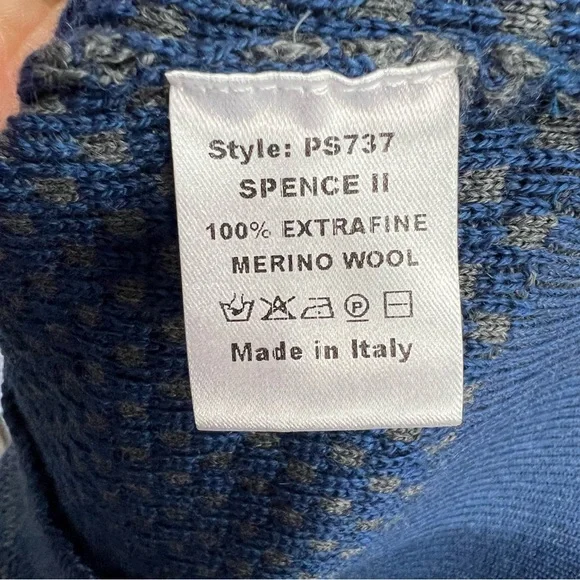 Style: PS737
SPENCE II
100% EXTRAFINE
MERINO WOOL
P
Made in Italy